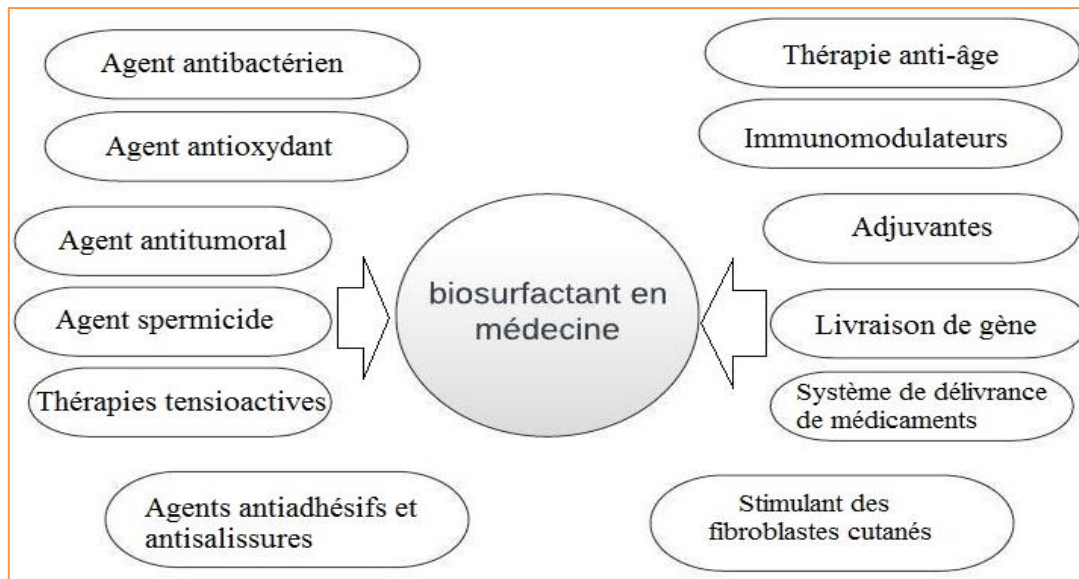 Agent antibactérien
Agent antioxydant
Agent antitumoral
Agent spermicide
Thérapies tensioactives
Agents antiadhésifs et
antisalissures
biosurfactant en
médecine
Thérapie anti-âge
Immunomodulateurs
Adjuvantes
Livraison de gène
Système de délivrance
de médicaments
Stimulant des
fibroblastes cutanés